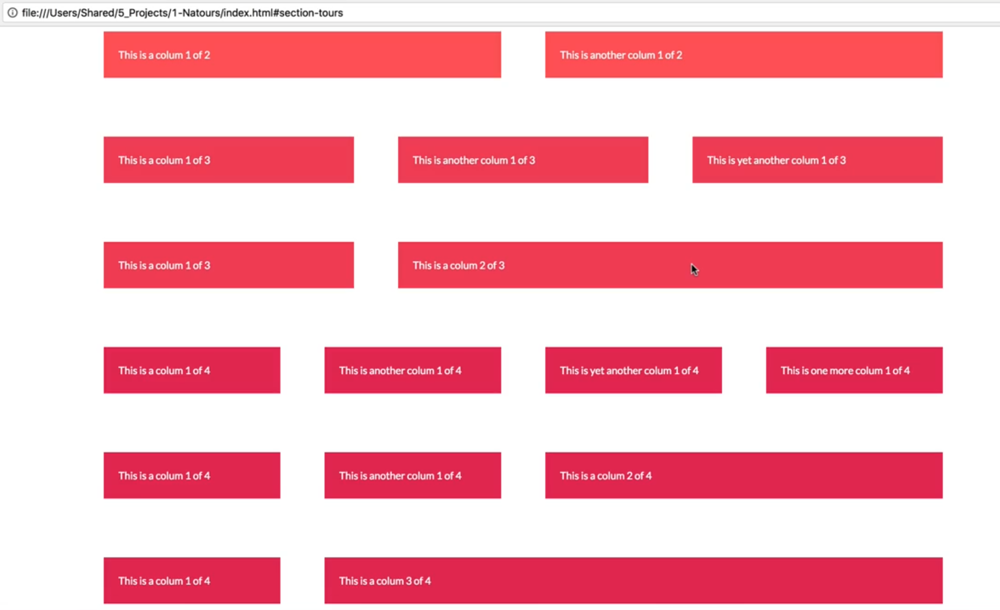 file:///Users/Shared/5_Projects/1-Natours/index.html#section-tours
This is a colum 1 of 2
This is another colum 1 of 2
This is a colum 1 of 3
This is another colum 1 of 3
This is yet another colum 1 of 3
This is a colum 1 of 3
This is a colum 2 of 3
This is a colum 1 of 4
This is another colum 1 of 4
This is yet another colum 1 of 4
This is one more colum 1 of 4
This is a colum 1 of 4
This is another colum 1 of 4
This is a colum 2 of 4
This is a colum 1 of 4
This is a colum 3 of 4